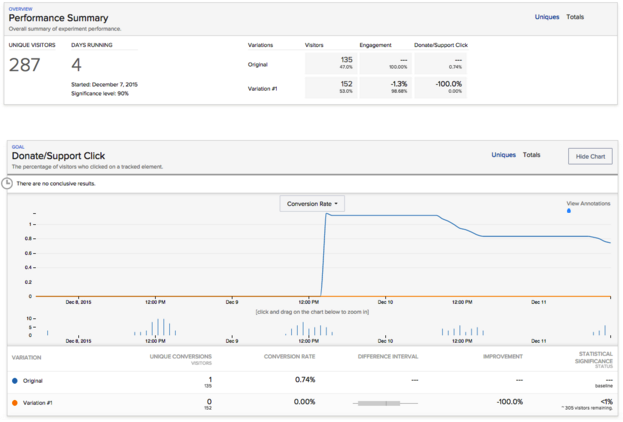 OVERVIEW
Performance Summary
Overall summary of experiment performance.
Uniques Totals
UNIQUE VISITORS DAYS RUNNING
287 4
Started: December 7, 2015
Significance level: 90%
Variations Visitors Engagement Donate/Support Click
Original 135 --- ---
47.0% 100.00% 0.74%
Variation #1 152 -1.3% -100.0%
53.0% 98.68% 0.00%
GOAL
Donate/Support Click
The percentage of visitors who clicked on a tracked element.
Uniques Totals Hide Chart
There are no conclusive results.
Conversion Rate
View Annotations
1
0.8
0.6
0.4
0.2
0
Dec 8, 2015 12:00 PM Dec 9 12:00 PM Dec 10 12:00 PM Dec 11
[click and drag on the chart below to zoom in]
10
5
0
Dec 8, 2015 12:00 PM Dec 9 12:00 PM Dec 10 12:00 PM Dec 11
VARIATION UNIQUE CONVERSIONS VISITORS CONVERSION RATE DIFFERENCE INTERVAL IMPROVEMENT STATISTICAL SIGNIFICANCE STATUS
Original 1 0.74% --- --- ---
135 baseline
Variation #1 0 0.00% -100.0% <1%
152 ~ 305 visitors remaining.